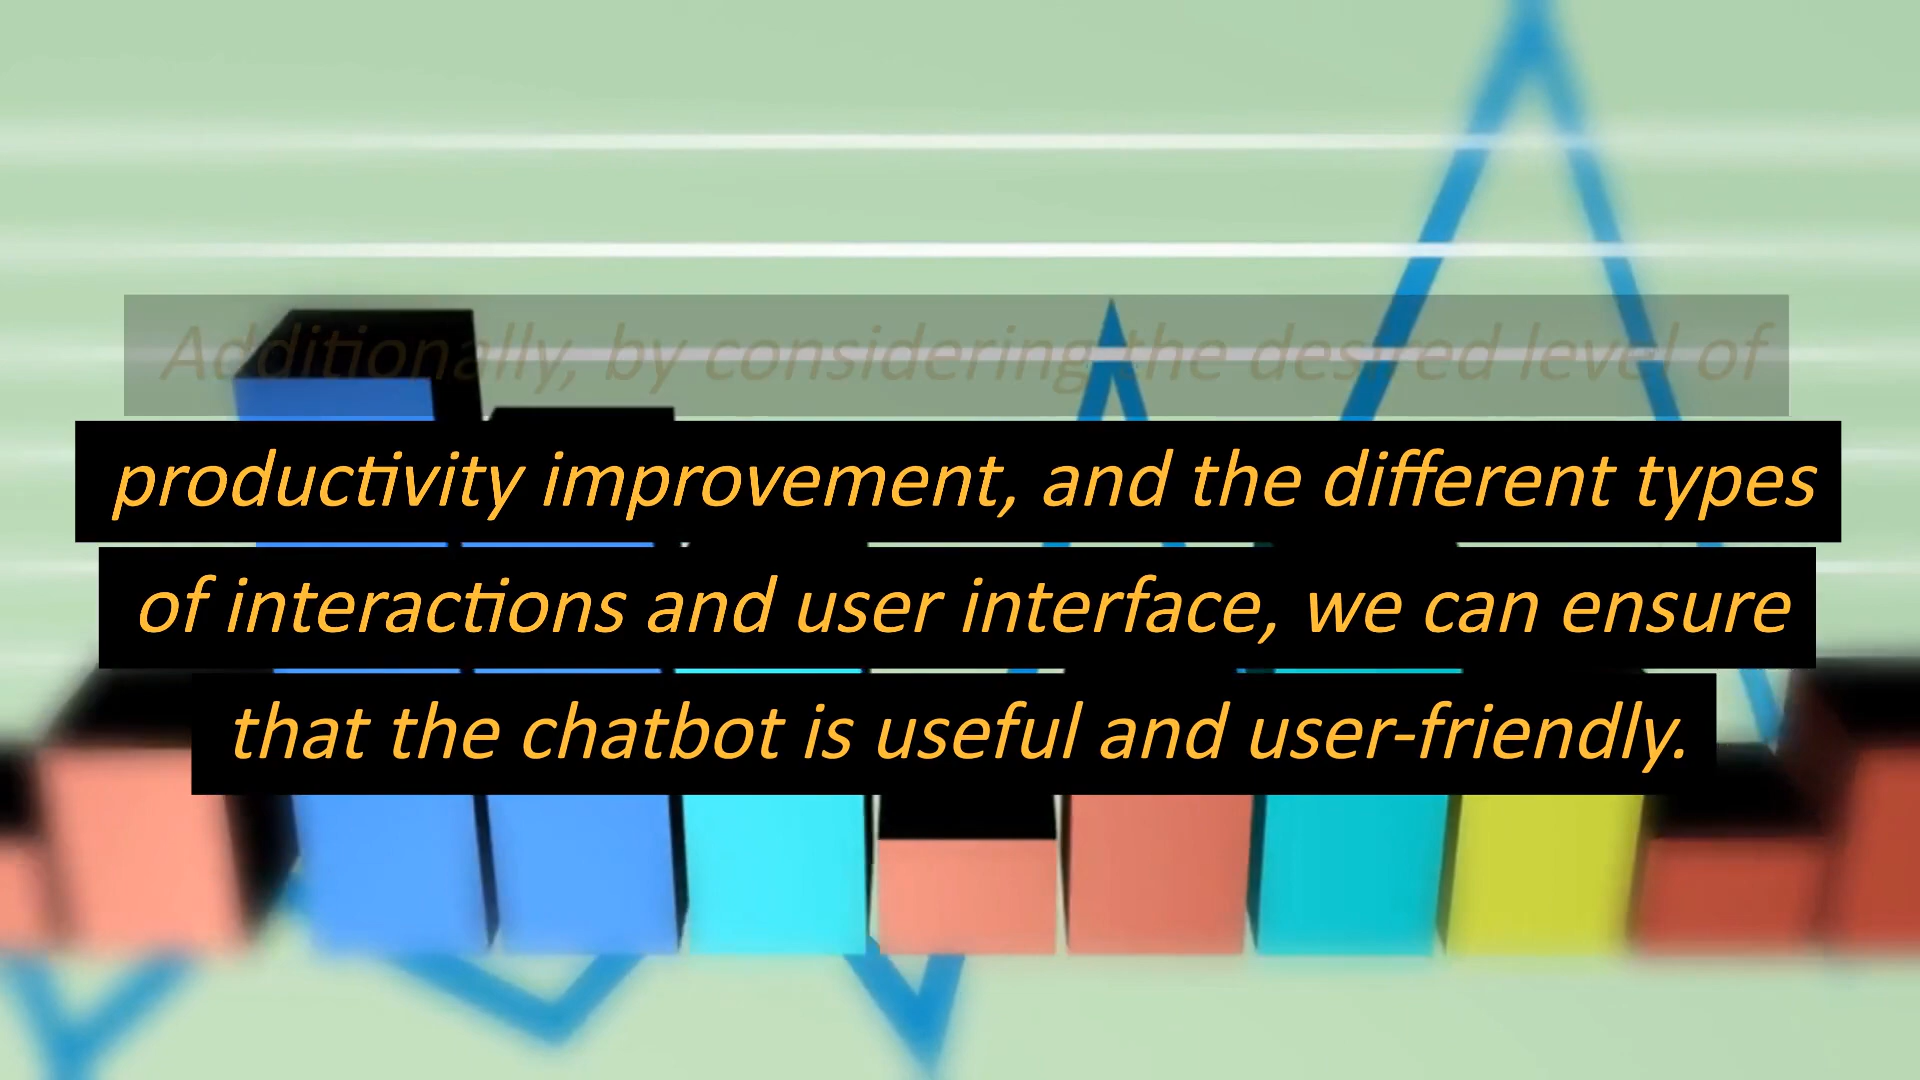 Additionally, by considering the desired level of
productivity improvement, and the different types
of interactions and user interface, we can ensure
that the chatbot is useful and user-friendly.